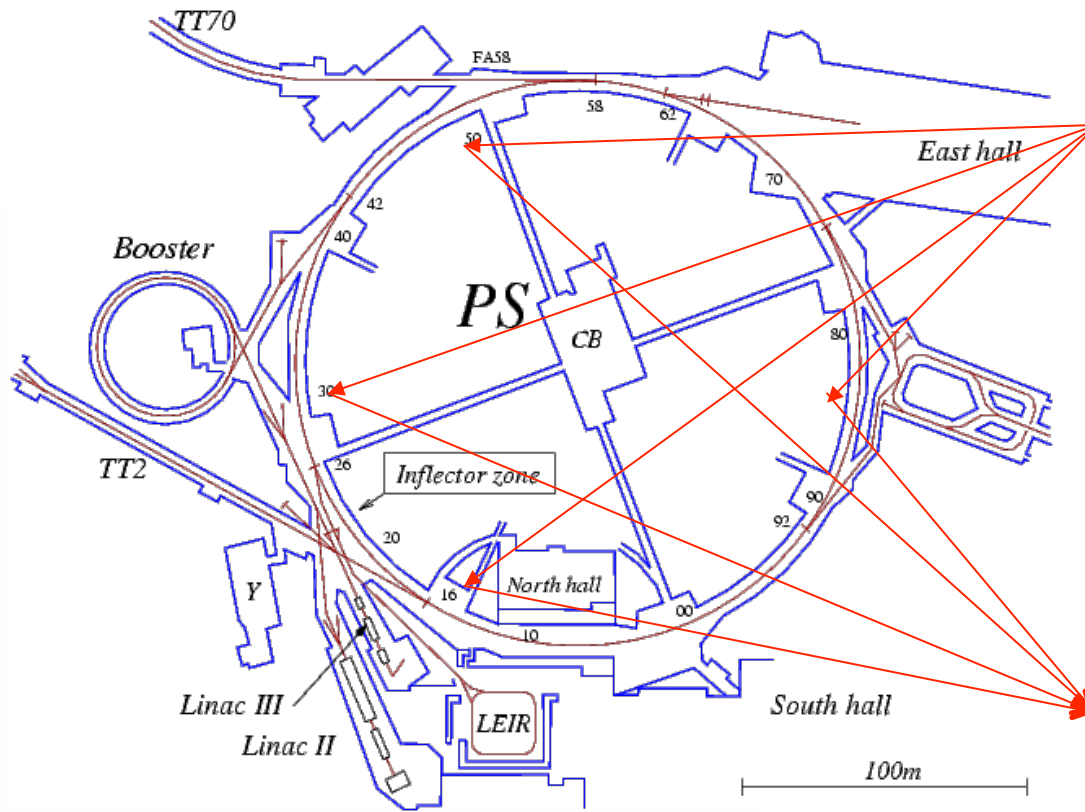 TT70
FA58
58
62
50
East hall
70
42
40
Booster
PS
CB
80
30
TT2
26
Inflector zone
90
92
20
Y
16
North hall
00
10
Linac III
South hall
LEIR
Linac II
100m